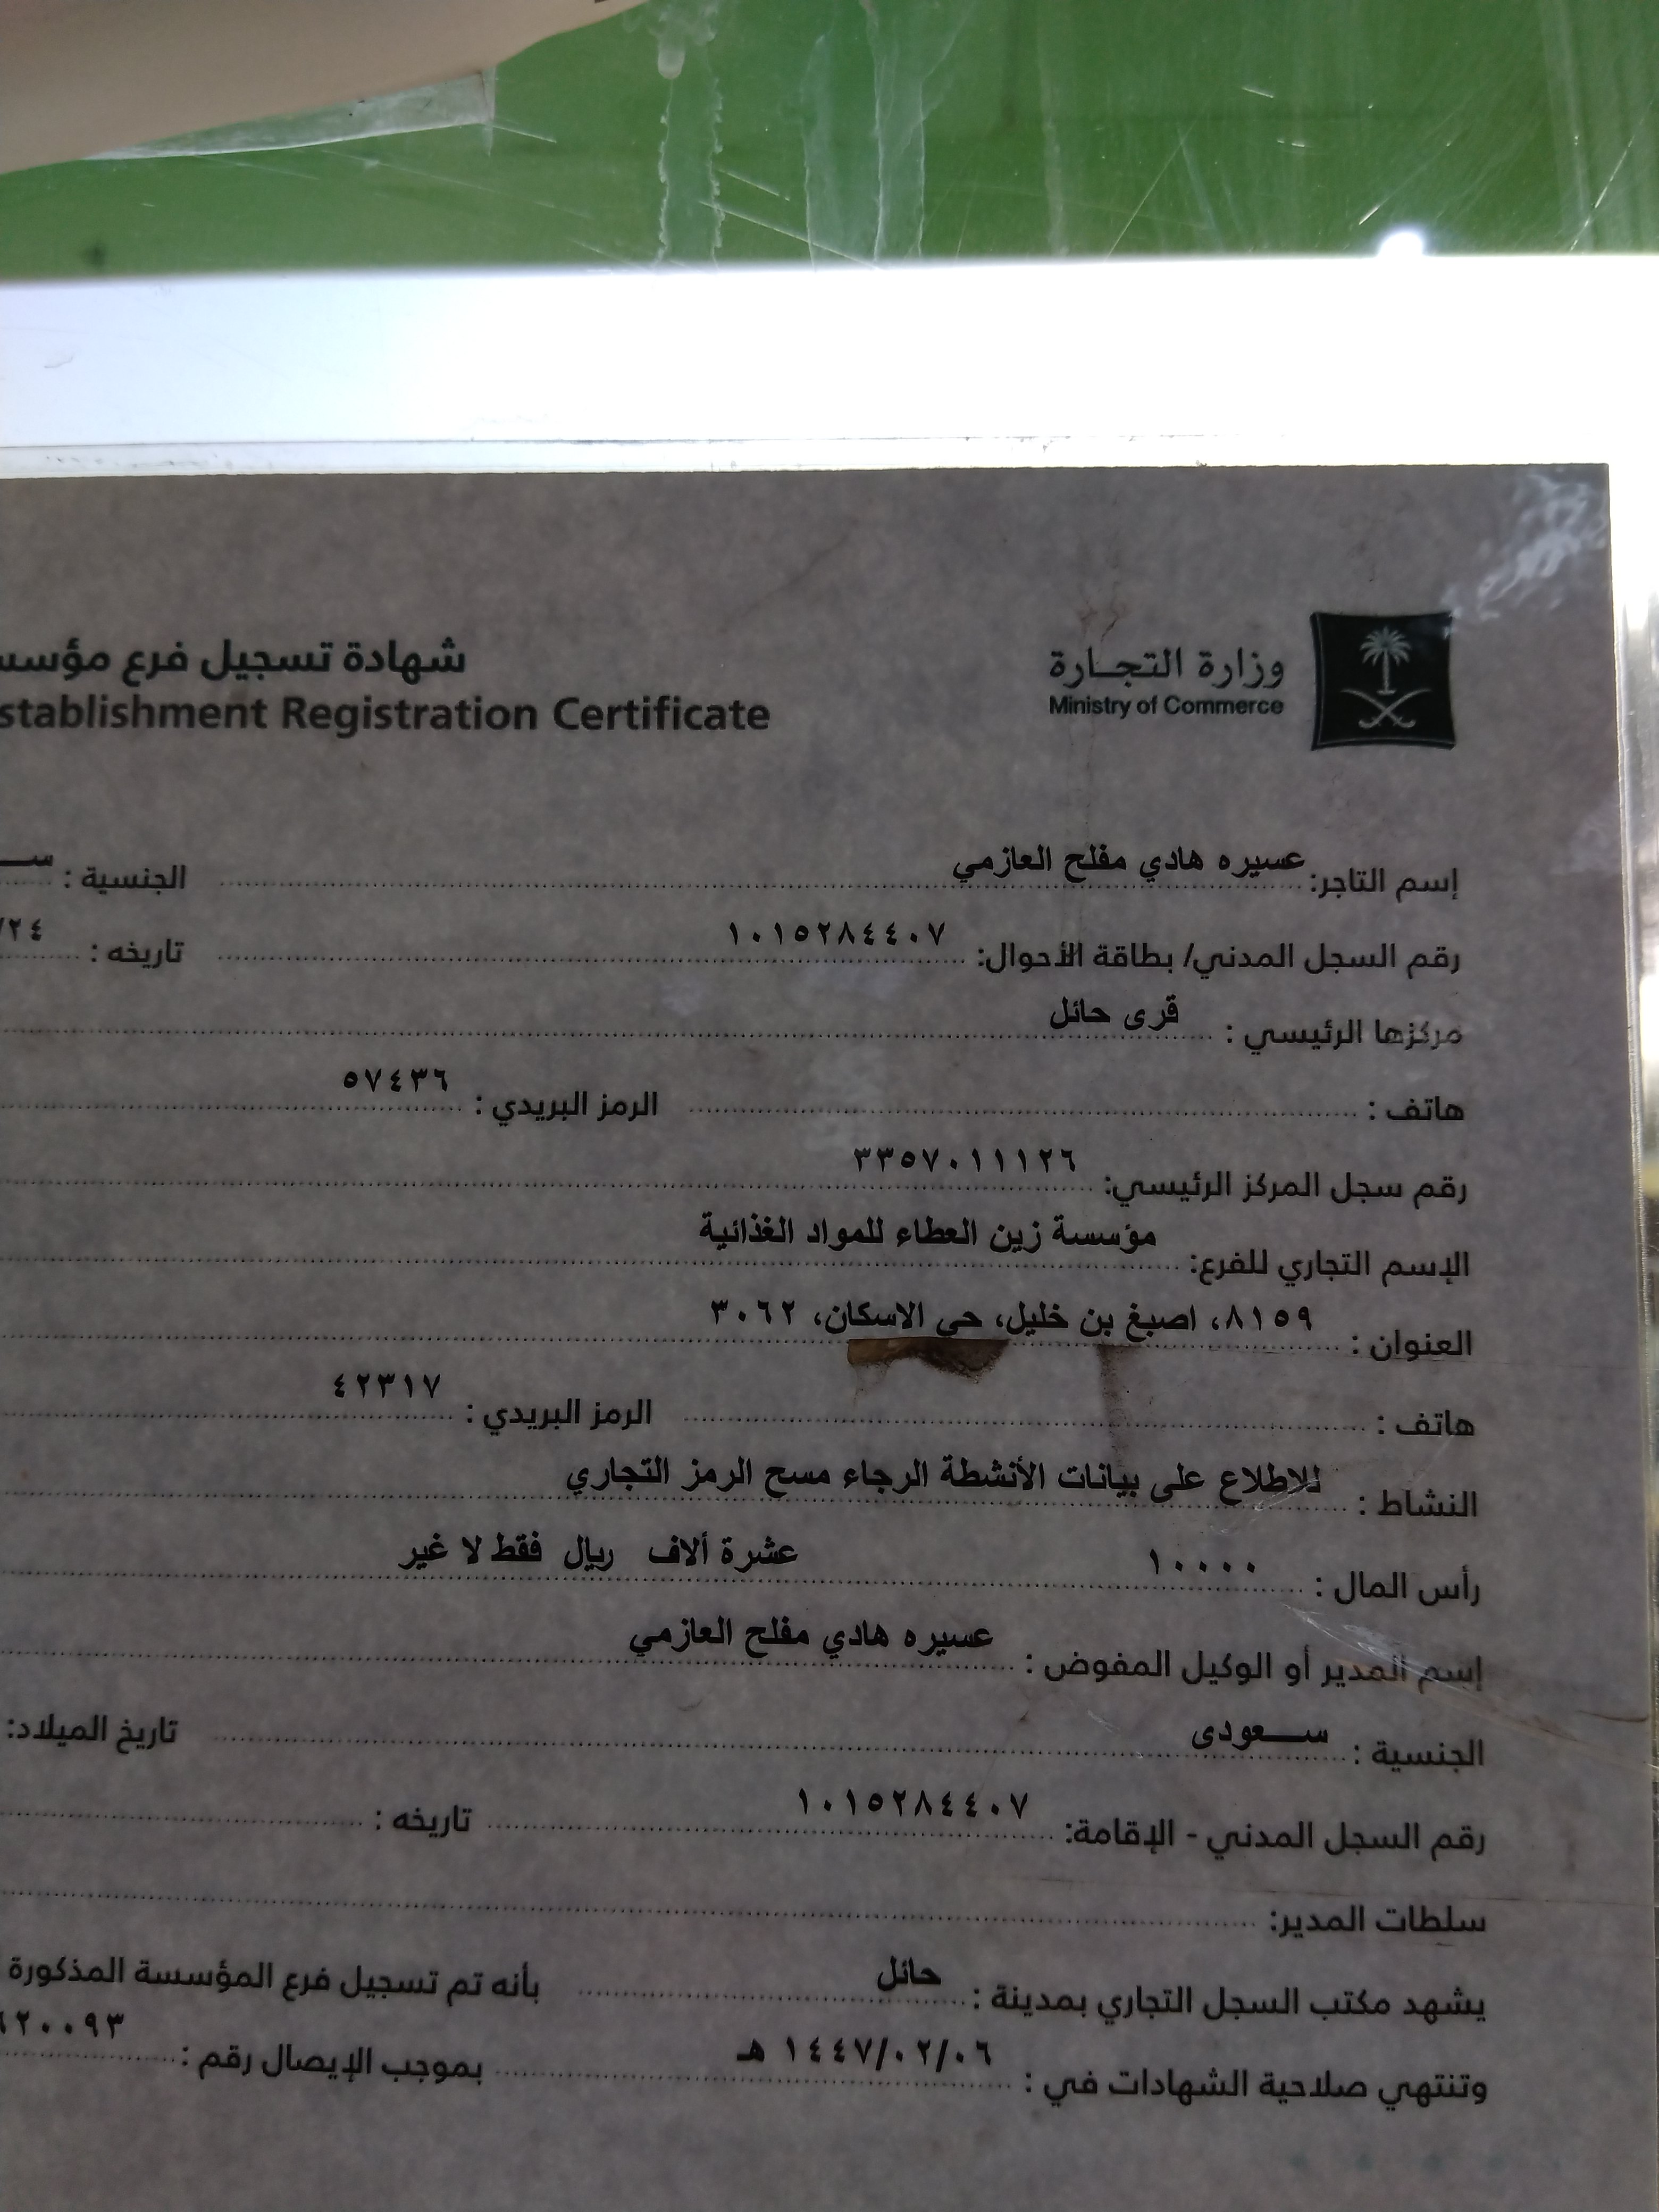 وزارة التجارة
Ministry of Commerce
شهادة تسجيل فرع
Registration Certificate
إسم التاجر: عسيره هادي مفلح العازمي الجنسية :
رقم السجل المدني/ بطاقة الأحوال: ١٠١٥٢٨٤٤٠٧ تاريخه :
مركزها الرئيسي : قرى حائل
هاتف : الرمز البريدي : ٥٧٤٣٦
رقم سجل المركز الرئيسي: ٣٣٥٧٠١١١٢٦
الإسم التجاري للفرع: مؤسسة زين العطاء للمواد الغذائية
العنوان : ٨١٥٩، اصبغ بن خليل، حي الاسكان، ٣٠٦٢
هاتف : الرمز البريدي : ٤٢٣١٧
النشاط : للاطلاع على بيانات الأنشطة الرجاء مسح الرمز التجاري
رأس المال : ١٠٠٠٠ عشرة ألاف ريال فقط لا غير
إسم المدير أو الوكيل المفوض : عسيره هادي مفلح العازمي
الجنسية : ســعودى تاريخ الميلاد:
رقم السجل المدني - الإقامة: ١٠١٥٢٨٤٤٠٧ تاريخه :
سلطات المدير:
يشهد مكتب السجل التجاري بمدينة : حائل بأنه تم تسجيل فرع المؤسسة المذكورة
وتنتهي صلاحية الشهادات في : ١٤٤٧/٠٢/٠٦ هـ بموجب الإيصال رقم :